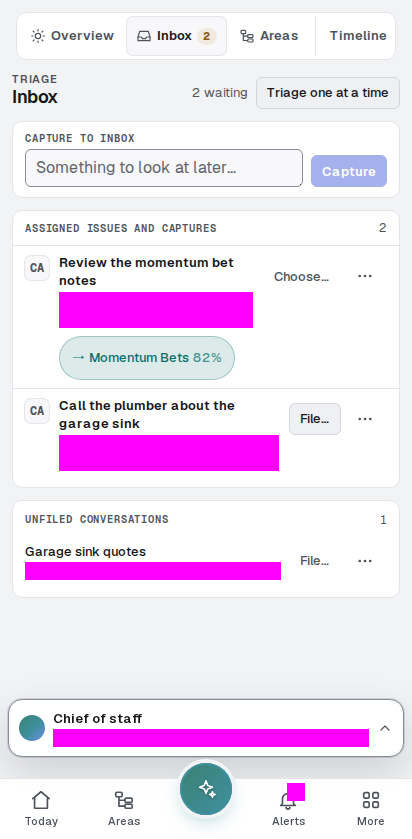 Overview
Inbox 2
Areas
Timeline
TRIAGE
Inbox
2 waiting
Triage one at a time
CAPTURE TO INBOX
Something to look at later…
Capture
ASSIGNED ISSUES AND CAPTURES
2
CA
Review the momentum bet
notes
Choose…
→ Momentum Bets 82%
CA
Call the plumber about the
garage sink
File…
UNFILED CONVERSATIONS
1
Garage sink quotes
File…
Chief of staff
Today
Areas
Alerts
More